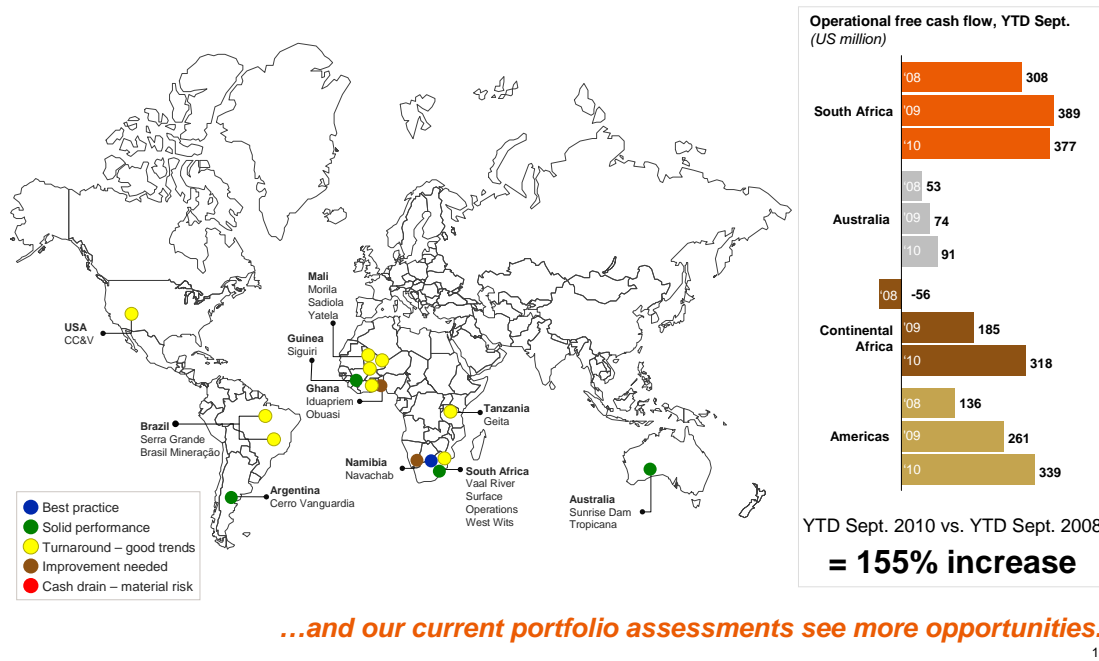 Operational free cash flow, YTD Sept.
(US million)
South Africa
'08
308
'09
389
'10
377
Australia
'08
53
'09
74
'10
91
Continental
Africa
'08
-56
'09
185
'10
318
Americas
'08
136
'09
261
'10
339
YTD Sept. 2010 vs. YTD Sept. 2008
= 155% increase
USA
CC&V
Mali
Morila
Sadiola
Yatela
Guinea
Siguiri
Ghana
Iduapriem
Obuasi
Tanzania
Geita
Brazil
Serra Grande
Brasil Mineração
Namibia
Navachab
South Africa
Vaal River
Surface
Operations
West Wits
Argentina
Cerro Vanguardia
Australia
Sunrise Dam
Tropicana
Best practice
Solid performance
Turnaround – good trends
Improvement needed
Cash drain – material risk
…and our current portfolio assessments see more opportunities.
1